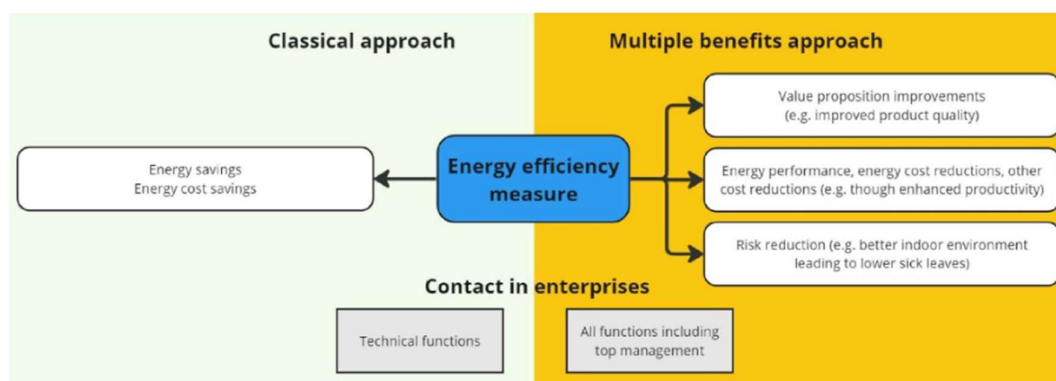 Classical approach
Multiple benefits approach
Energy savings
Energy cost savings
Energy efficiency
measure
Value proposition improvements
(e.g. improved product quality)
Energy performance, energy cost reductions, other
cost reductions (e.g. though enhanced productivity)
Risk reduction (e.g. better indoor environment
leading to lower sick leaves)
Contact in enterprises
Technical functions
All functions including
top management